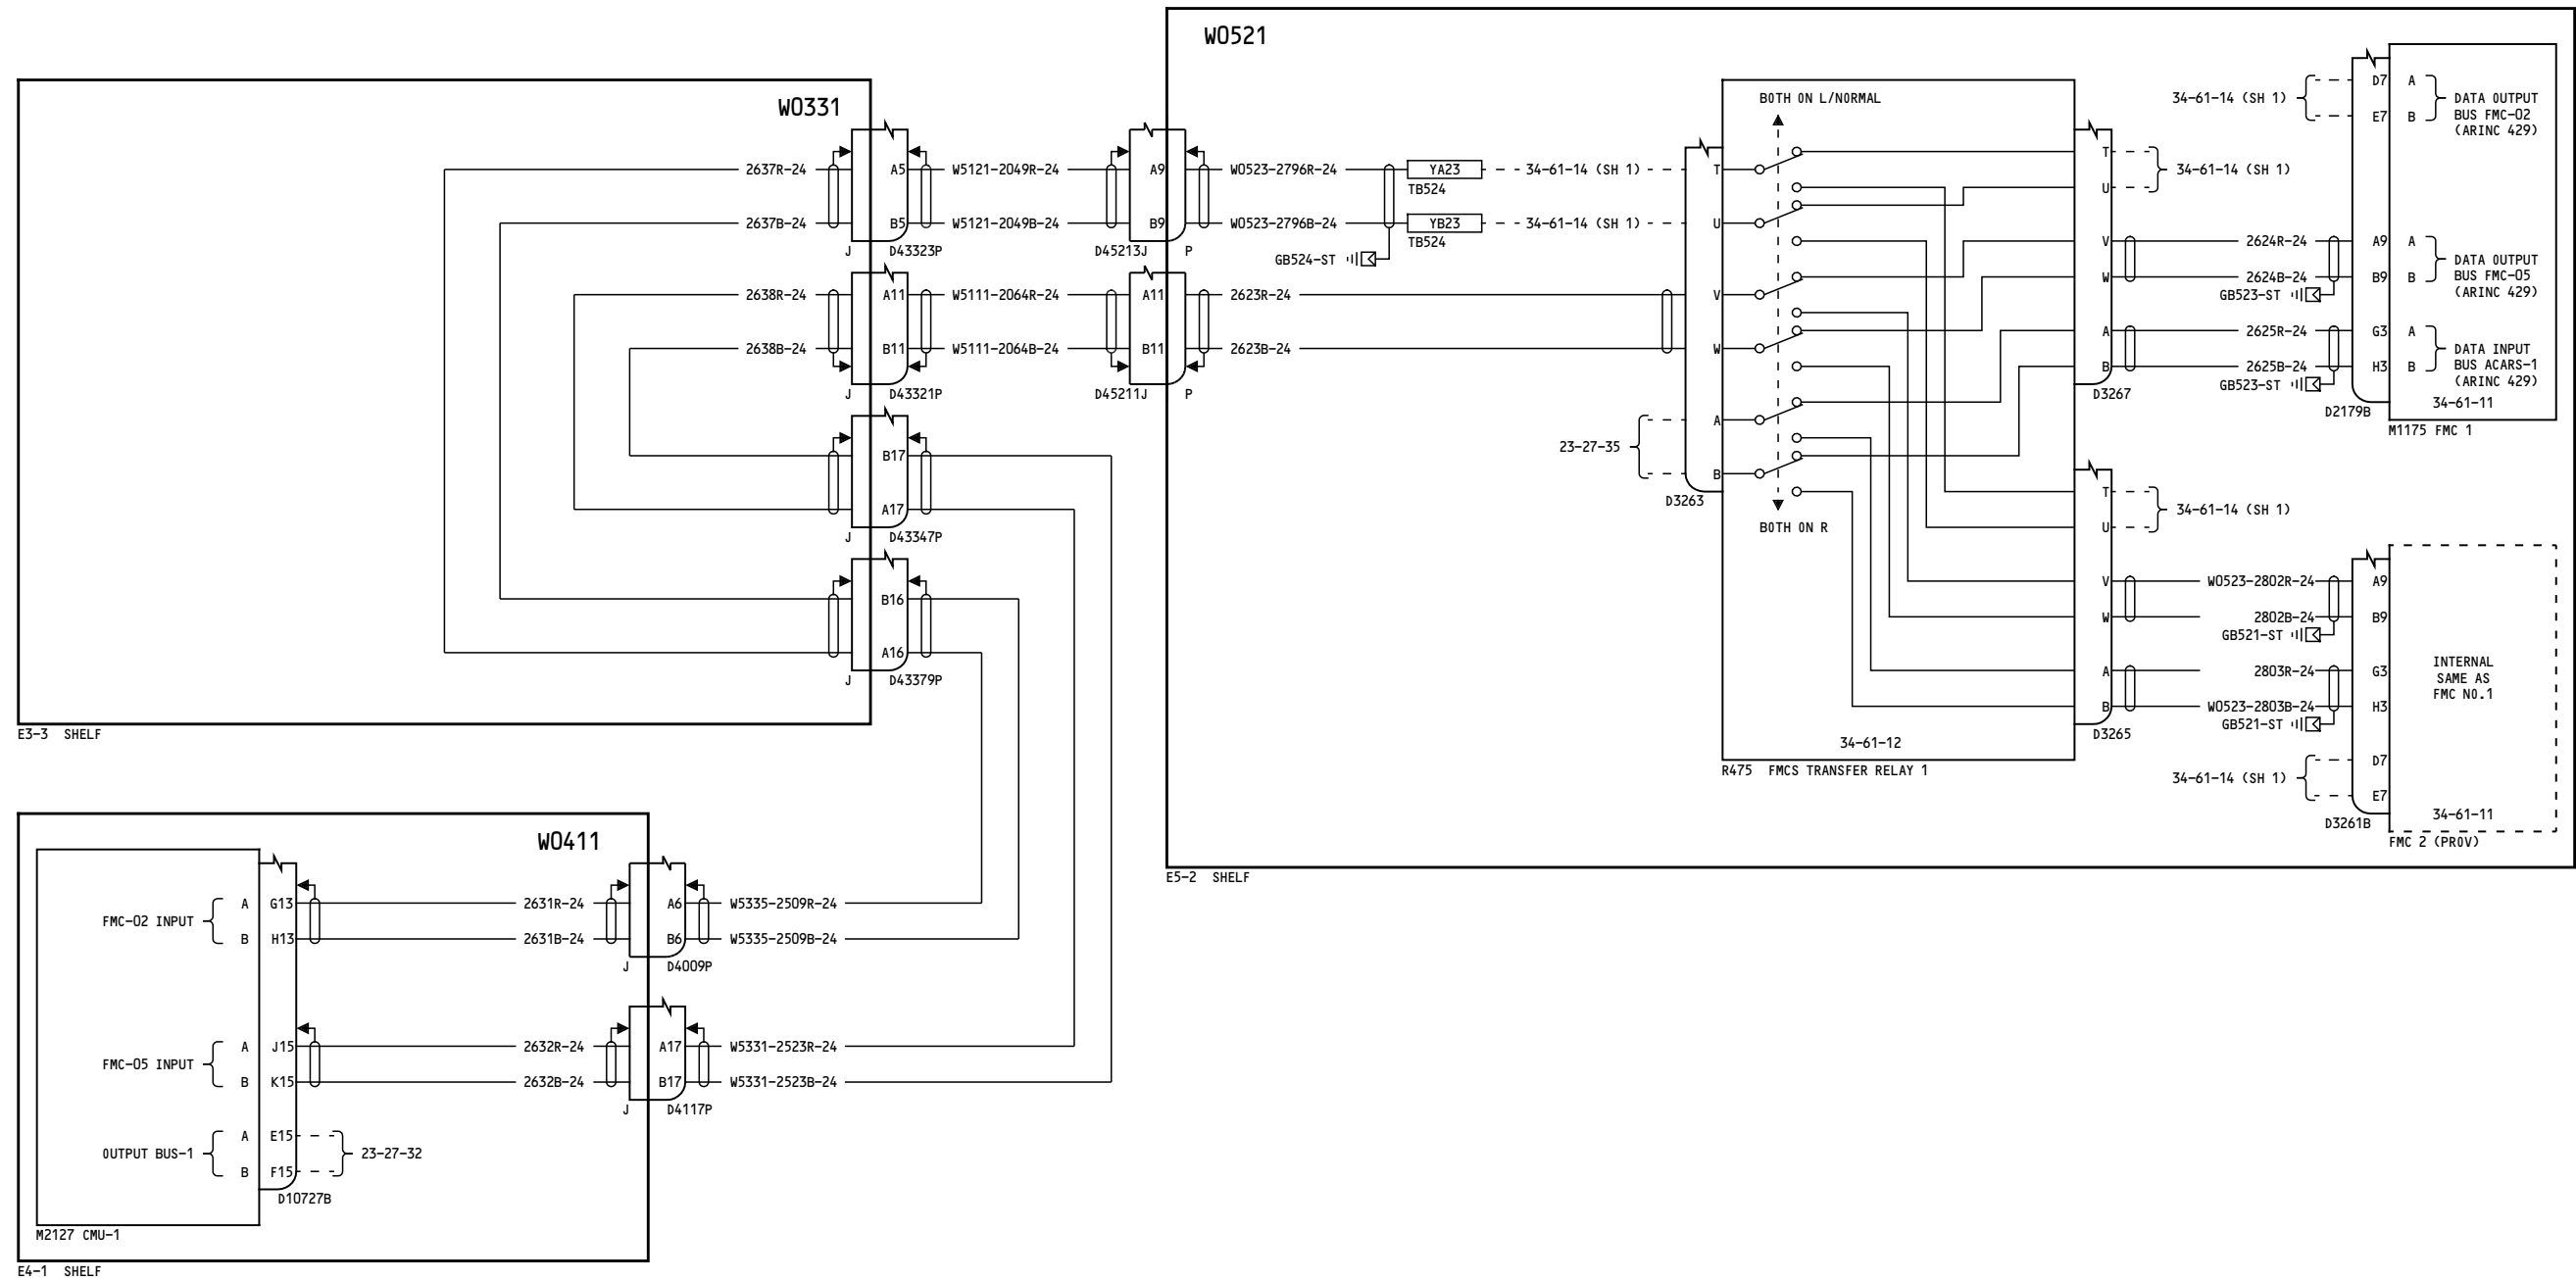 W0521
W0331
2637R-24
A5
W5121-2049R-24
A9
W0523-2796R-24
YA23
TB524
34-61-14 (SH 1)
2637B-24
B5
W5121-2049B-24
B9
W0523-2796B-24
YB23
TB524
34-61-14 (SH 1)
J
D43323P
D45213J
P
GB524-ST
2638R-24
A11
W5111-2064R-24
A11
2623R-24
2638B-24
B11
W5111-2064B-24
B11
2623B-24
J
D43321P
D45211J
P
B17
A17
J
D43347P
B16
A16
J
D43379P
E3-3 SHELF
BOTH ON L/NORMAL
T
U
V
W
23-27-35
A
B
D3263
BOTH ON R
34-61-12
R475 FMCS TRANSFER RELAY 1
T
U
34-61-14 (SH 1)
V
W
A
B
D3267
T
U
34-61-14 (SH 1)
V
W
A
B
D3265
34-61-14 (SH 1)
D7
A
E7
B
DATA OUTPUT
BUS FMC-02
(ARINC 429)
2624R-24
A9
A
2624B-24
B9
B
GB523-ST
DATA OUTPUT
BUS FMC-05
(ARINC 429)
2625R-24
G3
A
2625B-24
H3
B
GB523-ST
DATA INPUT
BUS ACARS-1
(ARINC 429)
34-61-11
D2179B
M1175 FMC 1
W0523-2802R-24
A9
2802B-24
B9
GB521-ST
2803R-24
G3
W0523-2803B-24
H3
GB521-ST
INTERNAL
SAME AS
FMC NO.1
34-61-14 (SH 1)
D7
E7
34-61-11
D3261B
FMC 2 (PROV)
E5-2 SHELF
W0411
FMC-02 INPUT
A
G13
2631R-24
A6
W5335-2509R-24
B
H13
2631B-24
B6
W5335-2509B-24
J
D4009P
FMC-05 INPUT
A
J15
2632R-24
A17
W5331-2523R-24
B
K15
2632B-24
B17
W5331-2523B-24
J
D4117P
OUTPUT BUS-1
A
E15
B
F15
23-27-32
D10727B
M2127 CMU-1
E4-1 SHELF